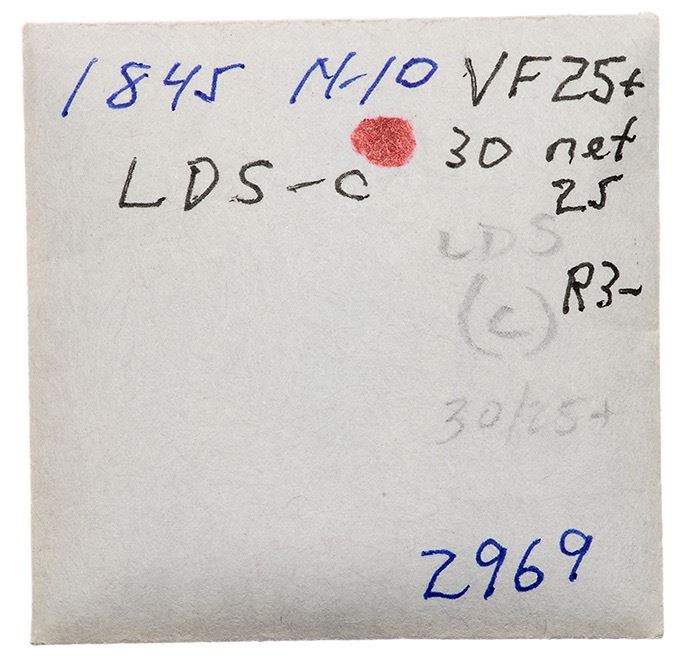 1845 N-10 VF25+
30 net
LDS-c 25
LDS
R3-
(c)
30/25+
2969